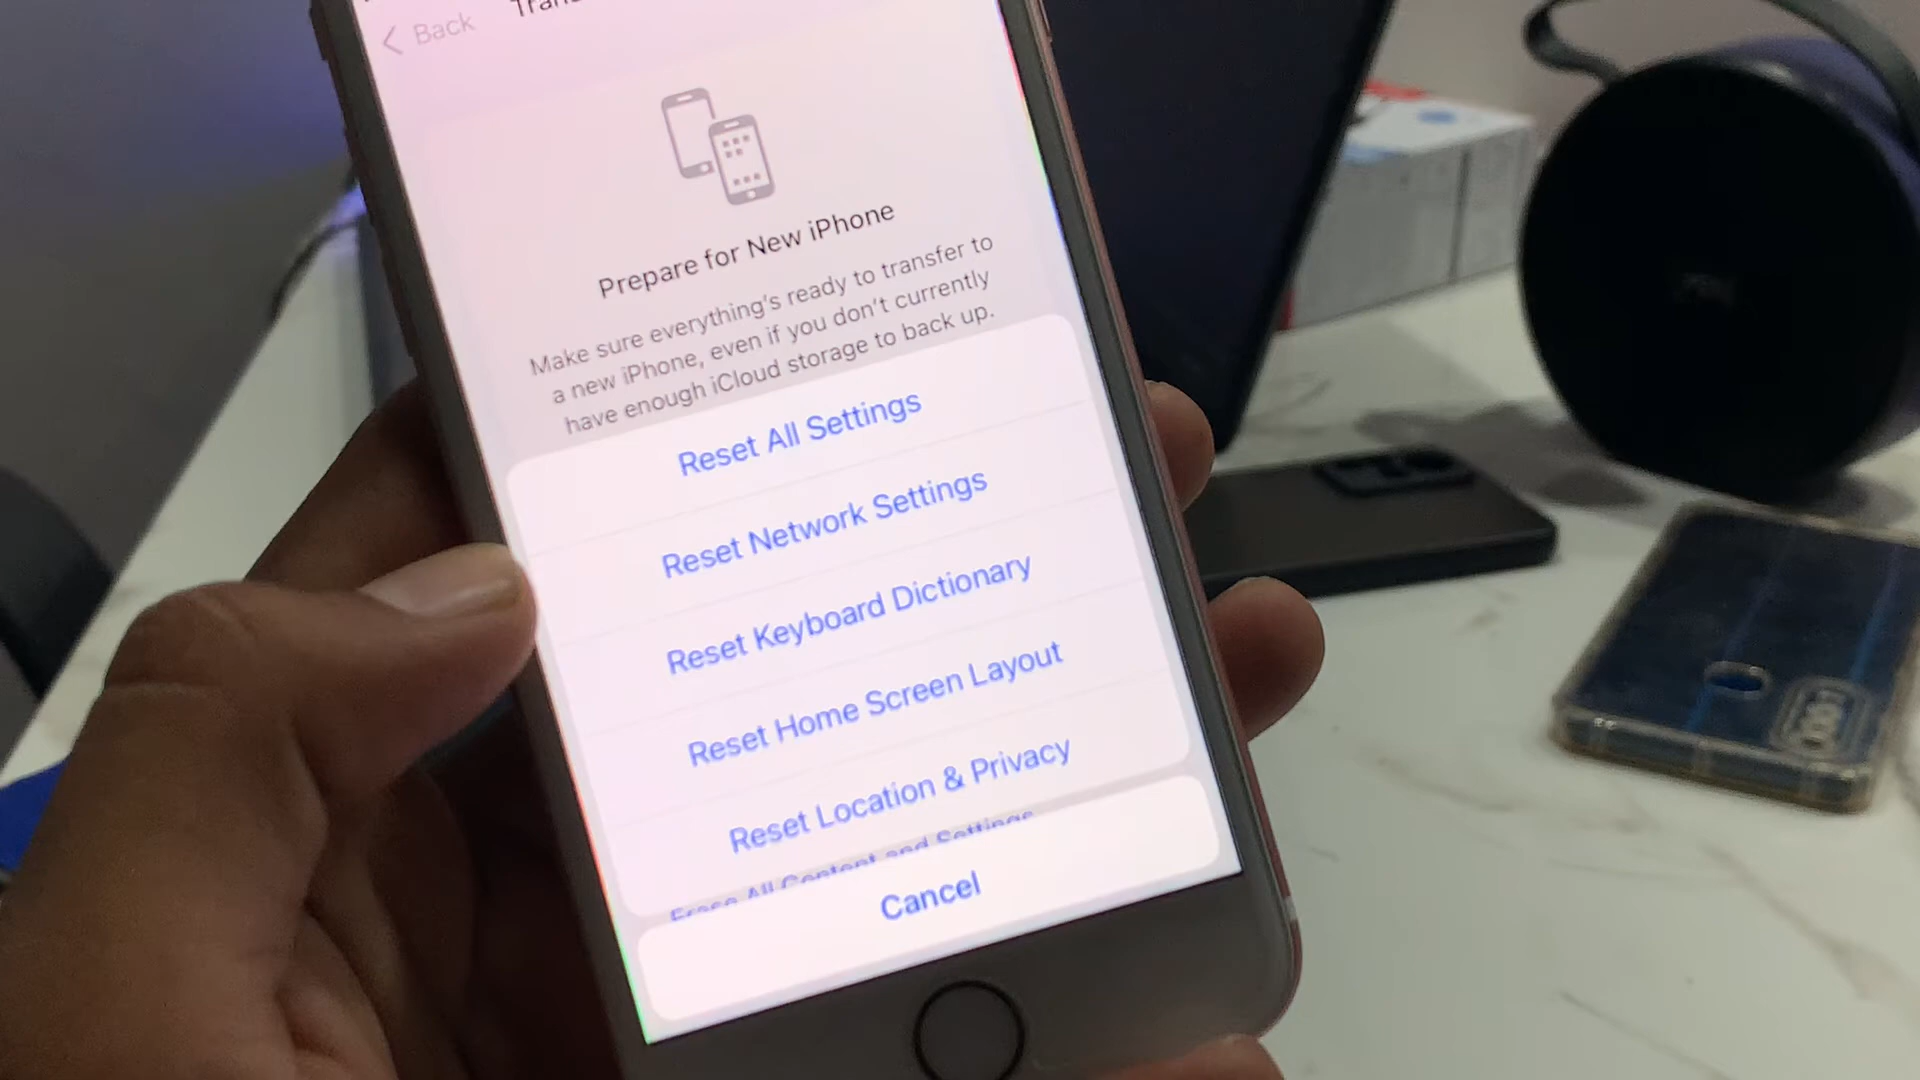 Back
Prepare for New iPhone
Make sure everything's ready to transfer to
a new iPhone, even if you don't currently
have enough iCloud storage to back up.
Reset All Settings
Reset Network Settings
Reset Keyboard Dictionary
Reset Home Screen Layout
Reset Location & Privacy
Erase All Content and Settings
Cancel